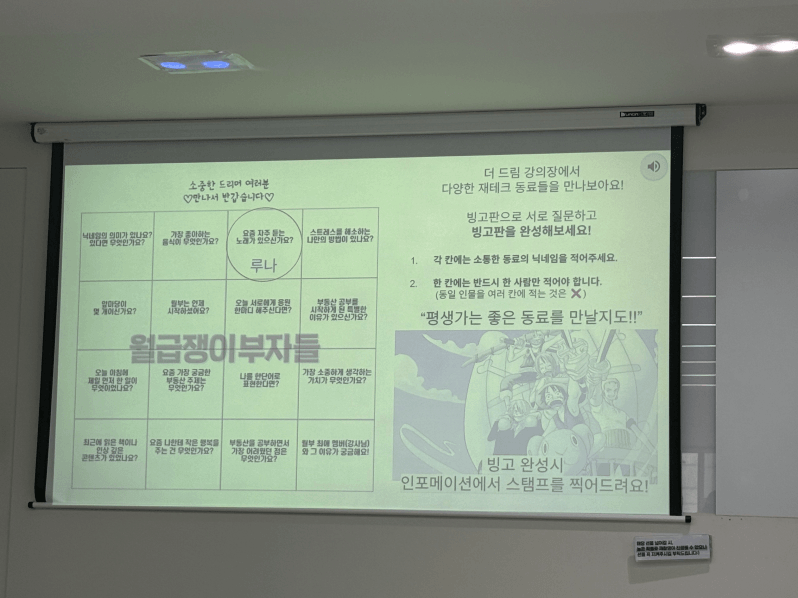 소중한 드리머 여러분
♡만나서 반갑습니다♡
닉네임의 의미가 있나요?
있다면 무엇인가요?
가장 좋아하는
음식이 무엇인가요?
요즘 자주 듣는
노래가 있으신가요?
루나
스트레스를 해소하는
나만의 방법이 있나요?
앞마당이
몇 개이신가요?
월부는 언제
시작하셨어요?
오늘 서로에게 응원
한마디 해주신다면?
부동산 공부를
시작하게 된 특별한
이유가 있으신가요?
월급쟁이부자들
오늘 아침에
제일 먼저 한 일이
무엇이었나요?
요즘 가장 궁금한
부동산 주제는
무엇인가요?
나를 한단어로
표현한다면?
가장 소중하게 생각하는
가치가 무엇인가요?
최근에 읽은 책이나
인상 깊은
콘텐츠가 있었나요?
요즘 나한테 작은 행복을
주는 건 무엇인가요?
부동산을 공부하면서
가장 어려웠던 점은
무엇인가요?
월부 최애 멤버(강사님)
와 그 이유가 궁금해요!
더 드림 강의장에서
다양한 재테크 동료들을 만나보아요!
빙고판으로 서로 질문하고
빙고판을 완성해보세요!
1. 각 칸에는 소통한 동료의 닉네임을 적어주세요.
2. 한 칸에는 반드시 한 사람만 적어야 합니다.
(동일 인물을 여러 칸에 적는 것은 ❌)
“평생가는 좋은 동료를 만날지도!!”
빙고 완성시
인포메이션에서 스탬프를 찍어드려요!